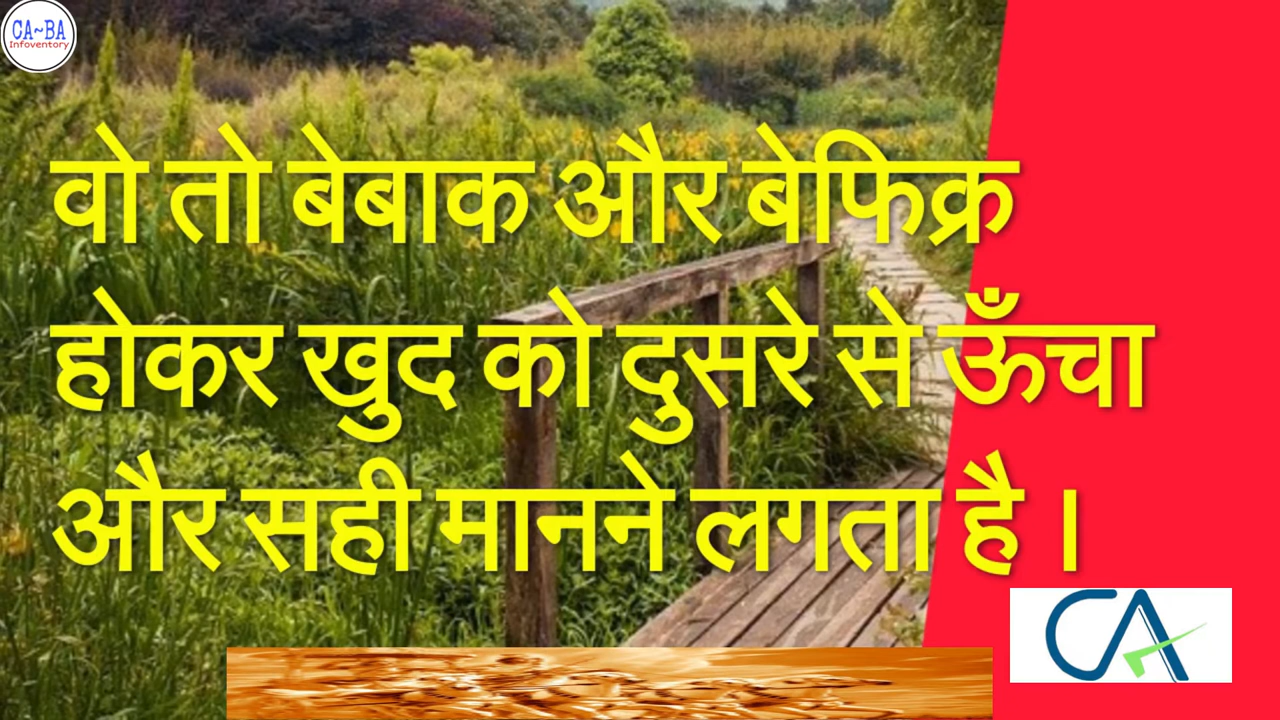 CA~BA
Infoventory
वो तो बेबाक और बेफिक्र
होकर खुद को दुसरे से ऊँचा
और सही मानने लगता है ।
CA